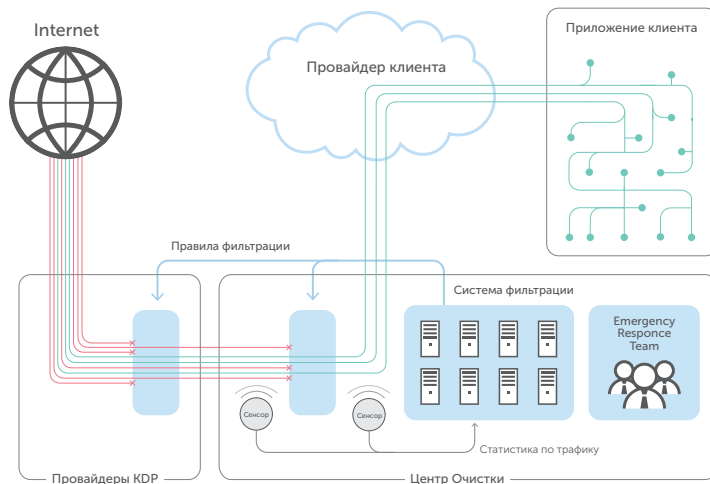 Internet
Провайдер клиента
Приложение клиента
Правила фильтрации
Система фильтрации
Emergency
Responce
Team
Сенсор
Сенсор
Статистика по трафику
Провайдеры KDP
Центр Очистки